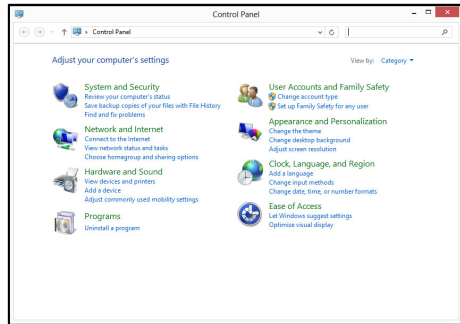 Control Panel
Control Panel
Adjust your computer's settings
View by: Category
System and Security
Review your computer's status
Save backup copies of your files with File History
Find and fix problems
Network and Internet
Connect to the Internet
View network status and tasks
Choose homegroup and sharing options
Hardware and Sound
View devices and printers
Add a device
Adjust commonly used mobility settings
Programs
Uninstall a program
User Accounts and Family Safety
Change account type
Set up Family Safety for any user
Appearance and Personalization
Change the theme
Change desktop background
Adjust screen resolution
Clock, Language, and Region
Add a language
Change input methods
Change date, time, or number formats
Ease of Access
Let Windows suggest settings
Optimize visual display